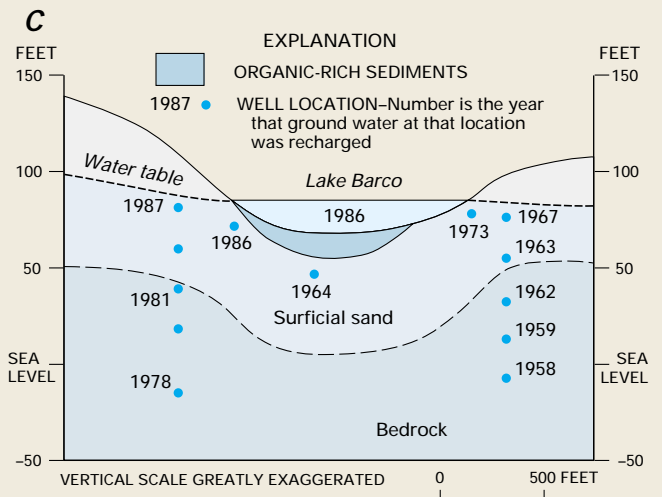 C
EXPLANATION
FEET
FEET
ORGANIC-RICH SEDIMENTS
150
150
1987
WELL LOCATION–Number is the year
that ground water at that location
was recharged
Water table
100
100
Lake Barco
1987
1986
1986
1973
1967
1963
50
50
1981
1964
1962
Surficial sand
1959
SEA
LEVEL
SEA
LEVEL
1978
1958
Bedrock
–50
–50
VERTICAL SCALE GREATLY EXAGGERATED
0
500 FEET